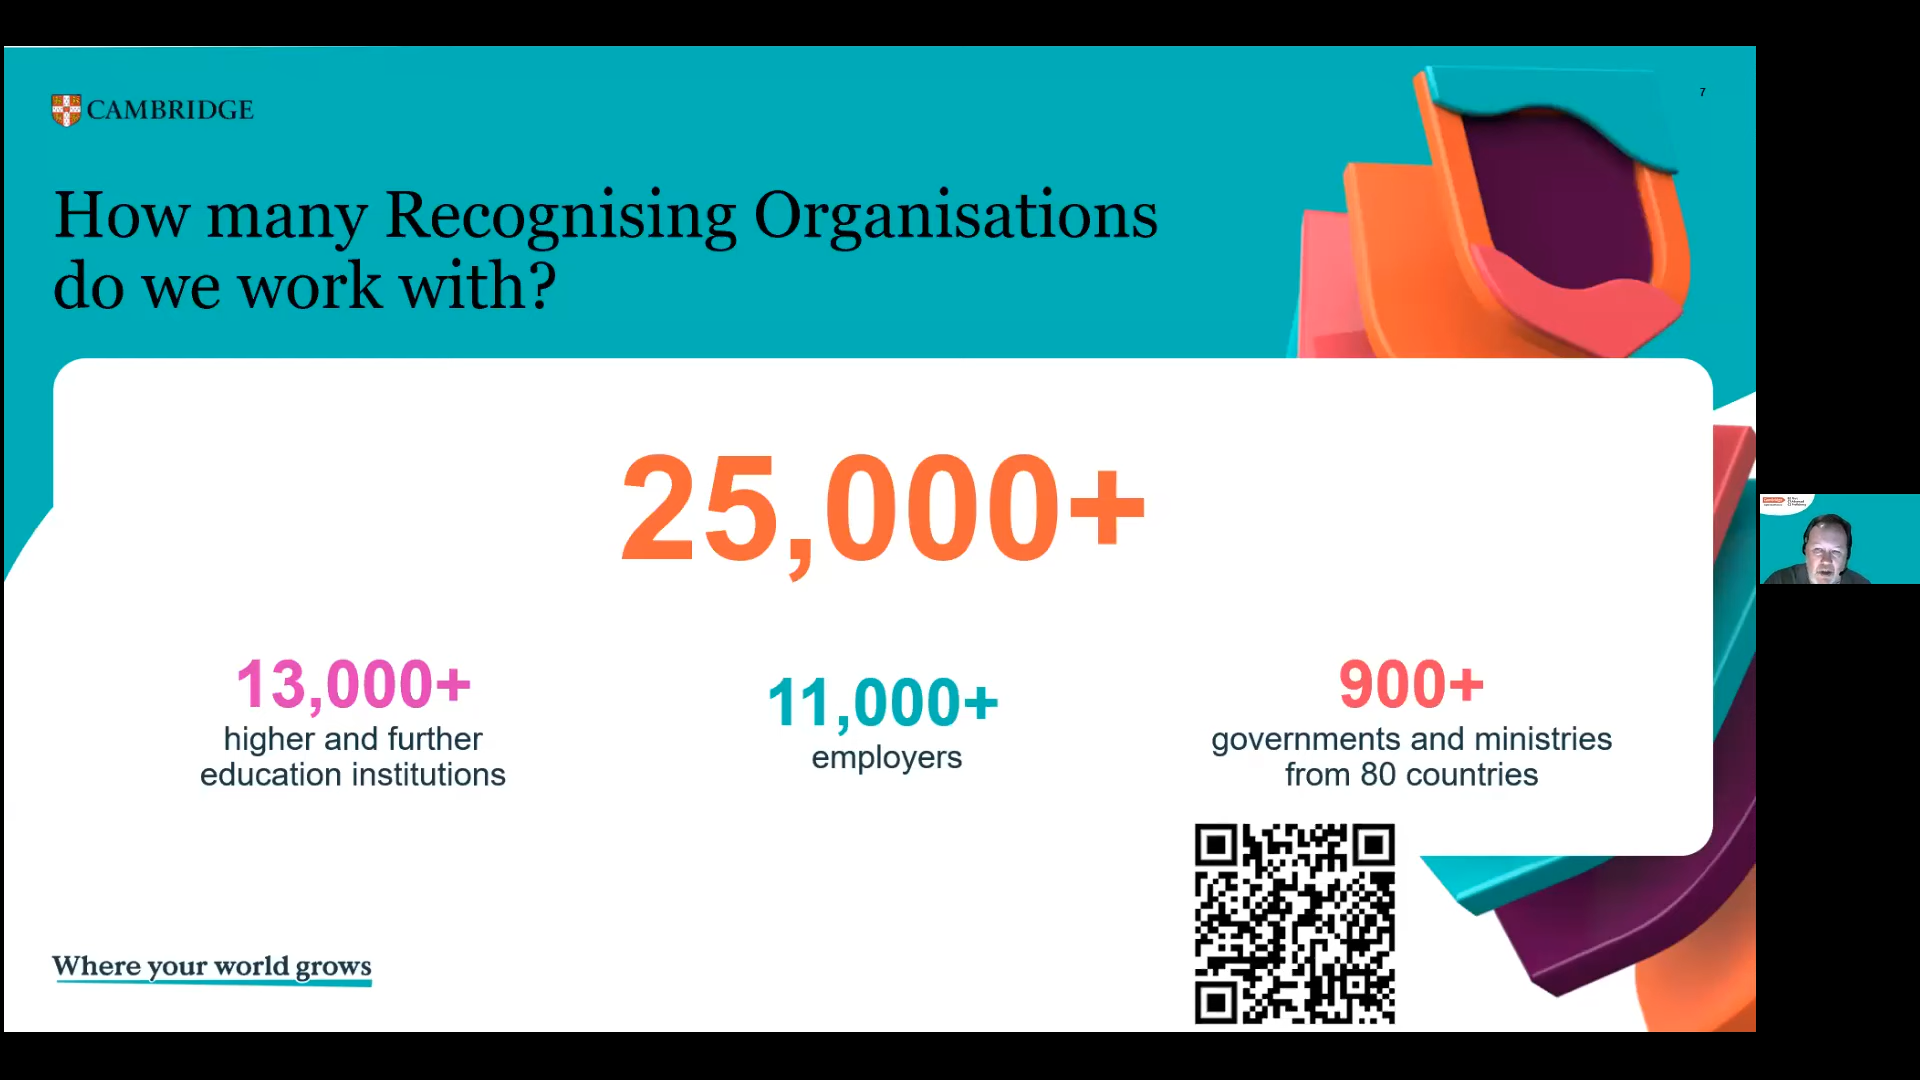 CAMBRIDGE
7
How many Recognising Organisations
do we work with?
25,000+
13,000+
higher and further
education institutions
11,000+
employers
900+
governments and ministries
from 80 countries
Where your world grows